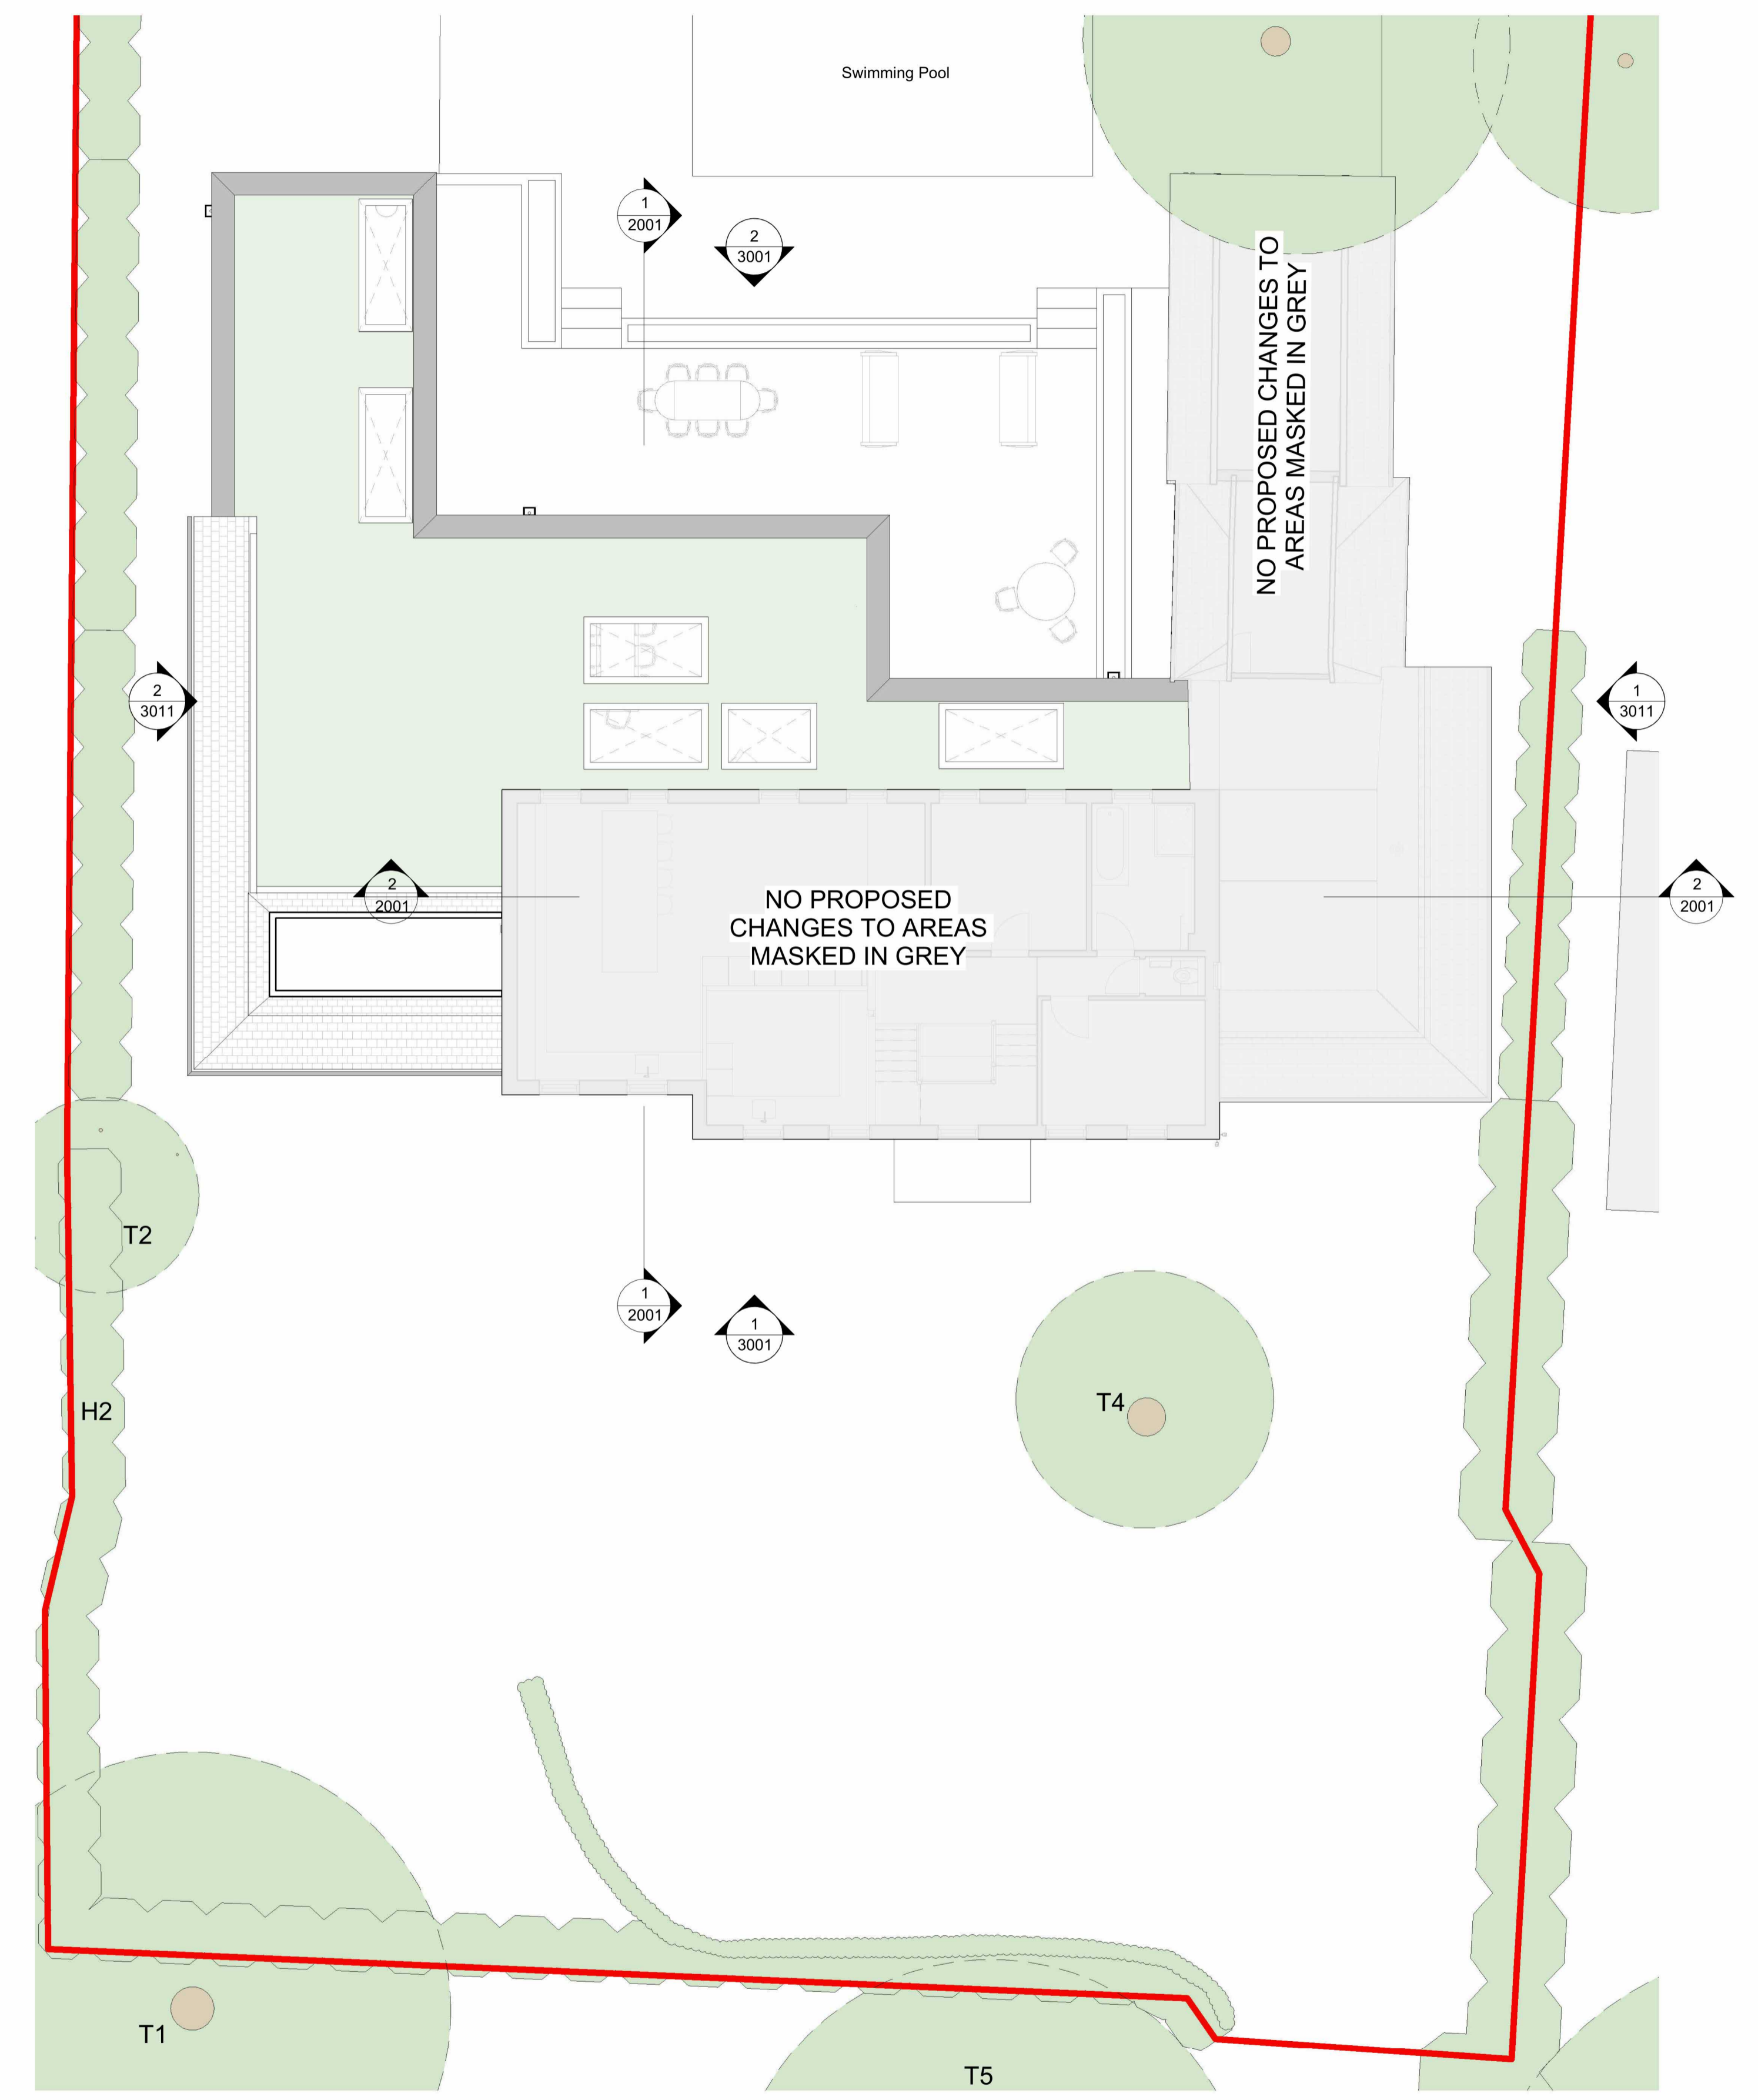 Swimming Pool
1
2001
2
3001
NO PROPOSED CHANGES TO
AREAS MASKED IN GREY
2
3011
1
3011
2
2001
NO PROPOSED
CHANGES TO AREAS
MASKED IN GREY
2
2001
T2
1
2001
1
3001
T4
H2
T1
T5